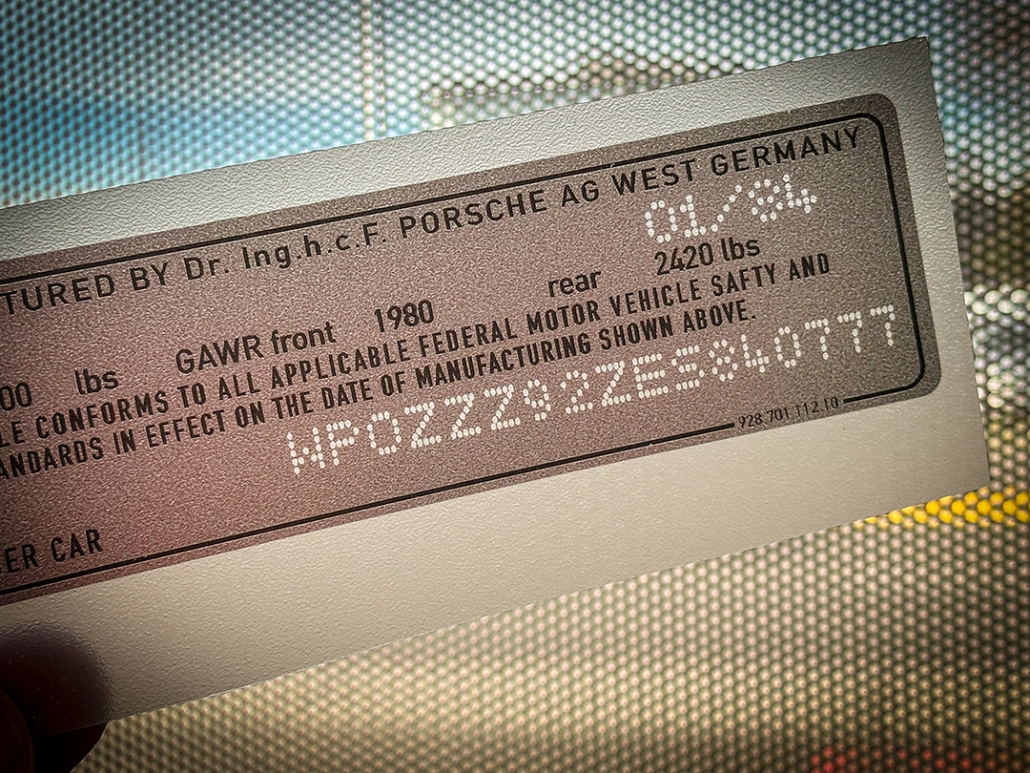 TURED BY Dr. Ing.h.c.F. PORSCHE AG WEST GERMANY
01/84
00 lbs GAWR front 1980 rear 2420 lbs
LE CONFORMS TO ALL APPLICABLE FEDERAL MOTOR VEHICLE SAFTY AND
ANDARDS IN EFFECT ON THE DATE OF MANUFACTURING SHOWN ABOVE.
WP0ZZZ92ZES840777
928.701.112.10
ER CAR